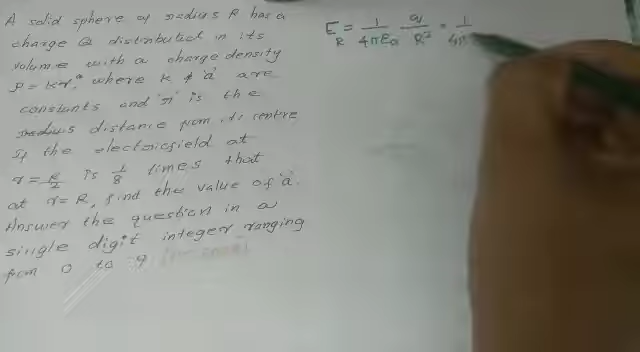 A solid sphere of radius R has a
charge Q distributed in its
volume with a charge density
ρ = kr^a, where k & 'a' are
constants and 'r' is the
radius distance from its centre
If the electricfield at
r = R/2 is 1/8 times that
at r = R, find the value of 'a'.
Answer the question in a
single digit integer ranging
from 0 to 9
E_R = 1/4πε₀ q/R² = 1/4π